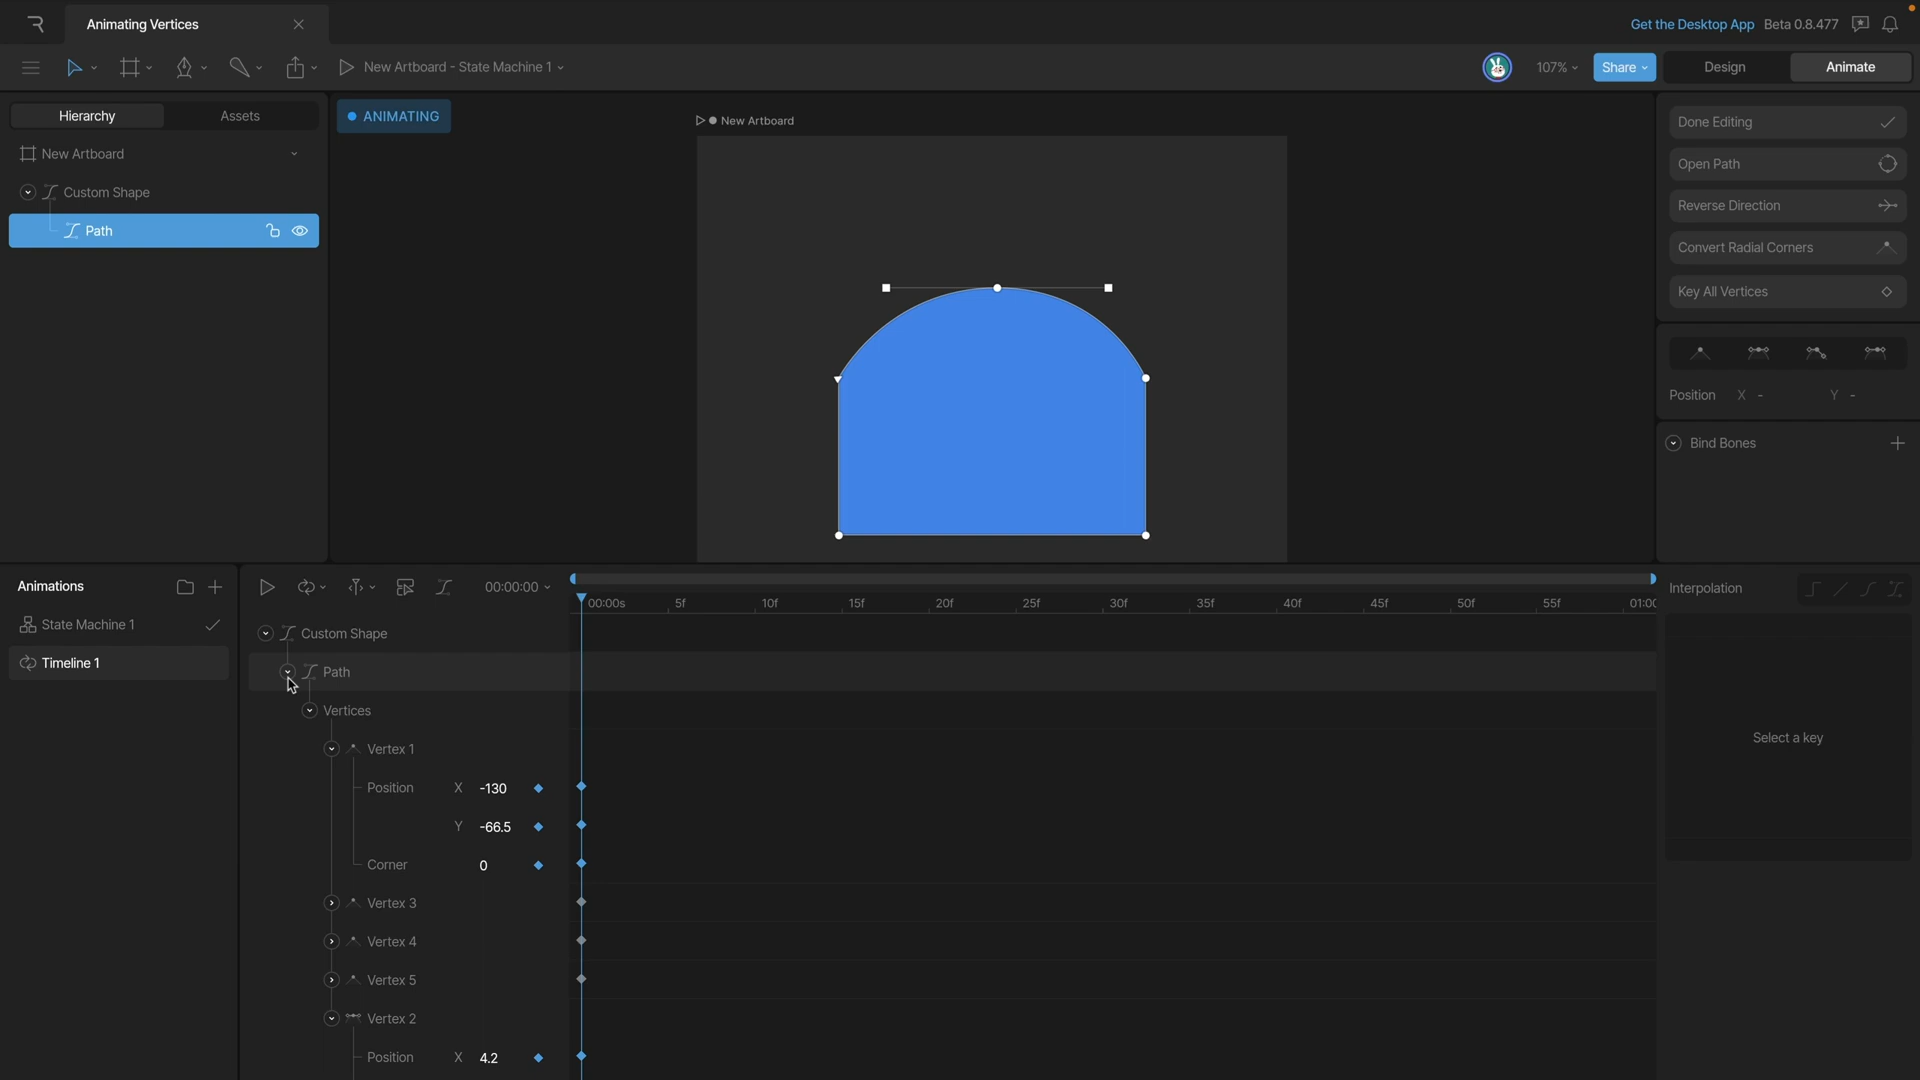 Animating Vertices
Get the Desktop App Beta 0.8.477
New Artboard - State Machine 1
107%
Share
Design
Animate
Hierarchy
Assets
ANIMATING
New Artboard
New Artboard
Custom Shape
Path
Done Editing
Open Path
Reverse Direction
Convert Radial Corners
Key All Vertices
Position X - Y -
Bind Bones
Animations
State Machine 1
Timeline 1
00:00:00
00:00s 5f 10f 15f 20f 25f 30f 35f 40f 45f 50f 55f 01:0
Custom Shape
Path
Vertices
Vertex 1
Position X -130
Y -66.5
Corner 0
Vertex 3
Vertex 4
Vertex 5
Vertex 2
Position X 4.2
Interpolation
Select a key